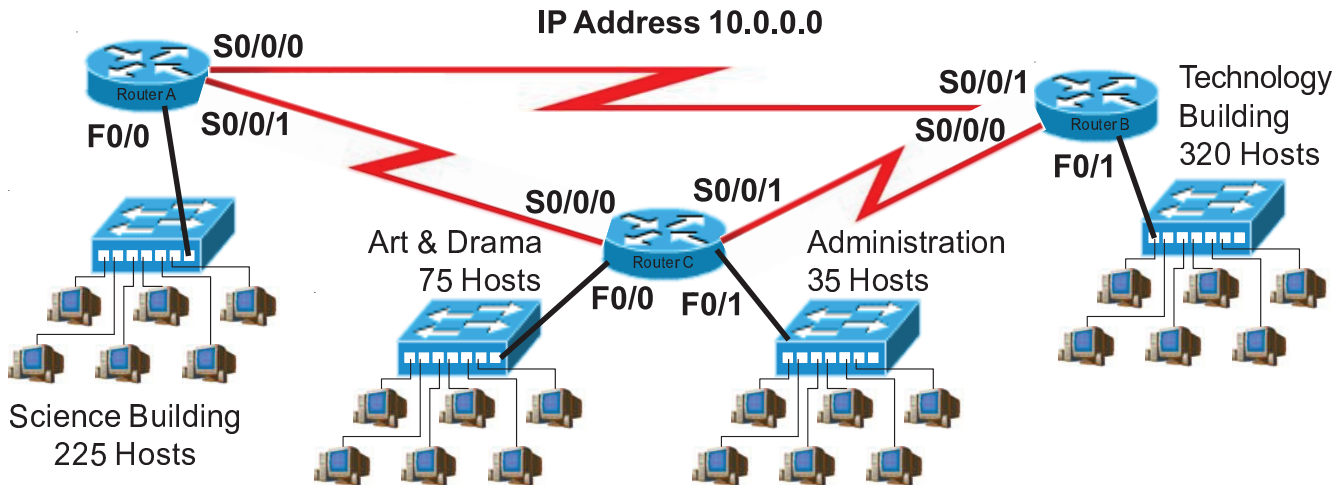 IP Address 10.0.0.0
S0/0/0
Router A
S0/0/1
F0/0
S0/0/1
Router B
S0/0/0
F0/1
Technology
Building
320 Hosts
S0/0/0
S0/0/1
Router C
F0/0
F0/1
Art & Drama
75 Hosts
Administration
35 Hosts
Science Building
225 Hosts